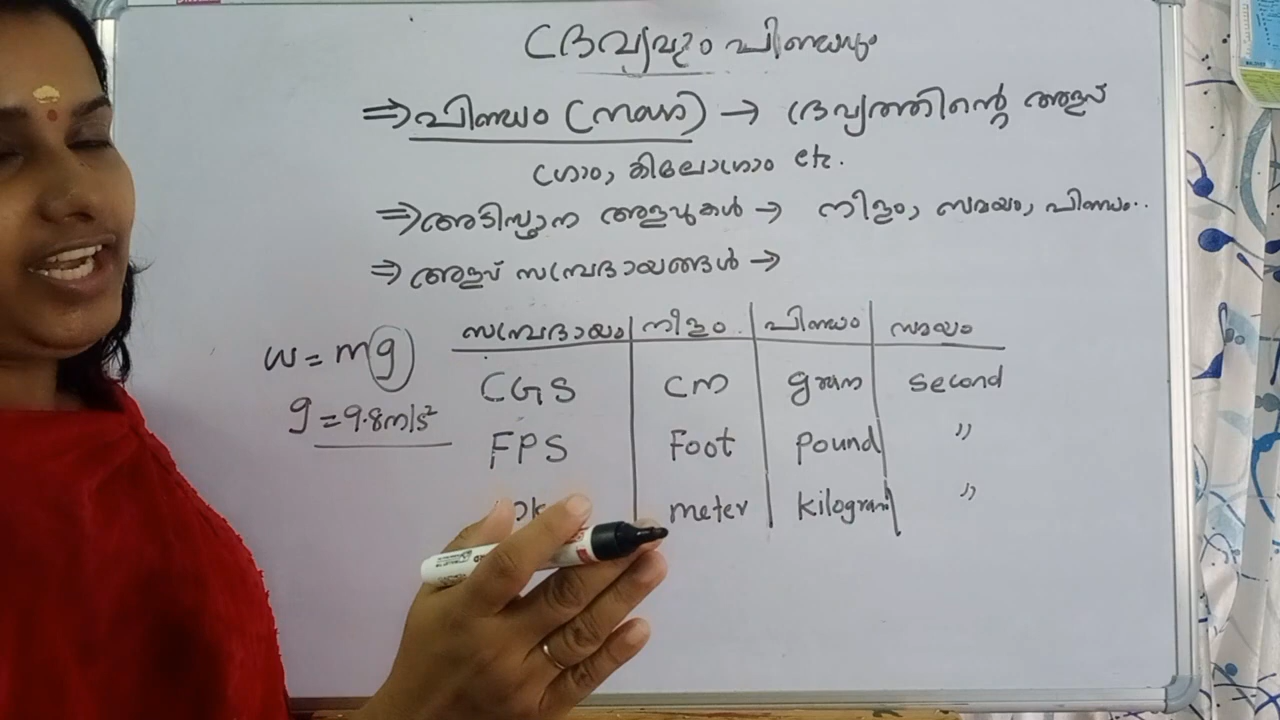 ദ്രവ്യവും പിണ്ഡവും
⇒ പിണ്ഡം (mass) → ദ്രവ്യത്തിന്റെ അളവ്
ഗ്രാം, കിലോഗ്രാം etc.
⇒ അടിസ്ഥാന അളവുകൾ → നീളം, സമയം, പിണ്ഡം..
⇒ അളവ് സമ്പ്രദായങ്ങൾ →
സമ്പ്രദായം നീളം പിണ്ഡം സമയം
w = mg
CGS cm gram second
g = 9.8m/s²
FPS Foot pound "
meter kilogram "